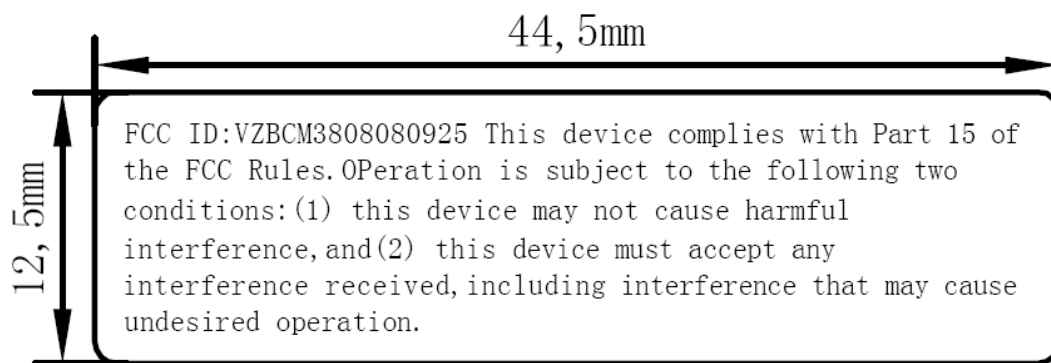 44,5mm
12,5mm
FCC ID:VZBCM3808080925 This device complies with Part 15 of
the FCC Rules.OPeration is subject to the following two
conditions:(1) this device may not cause harmful
interference,and(2) this device must accept any
interference received,including interference that may cause
undesired operation.